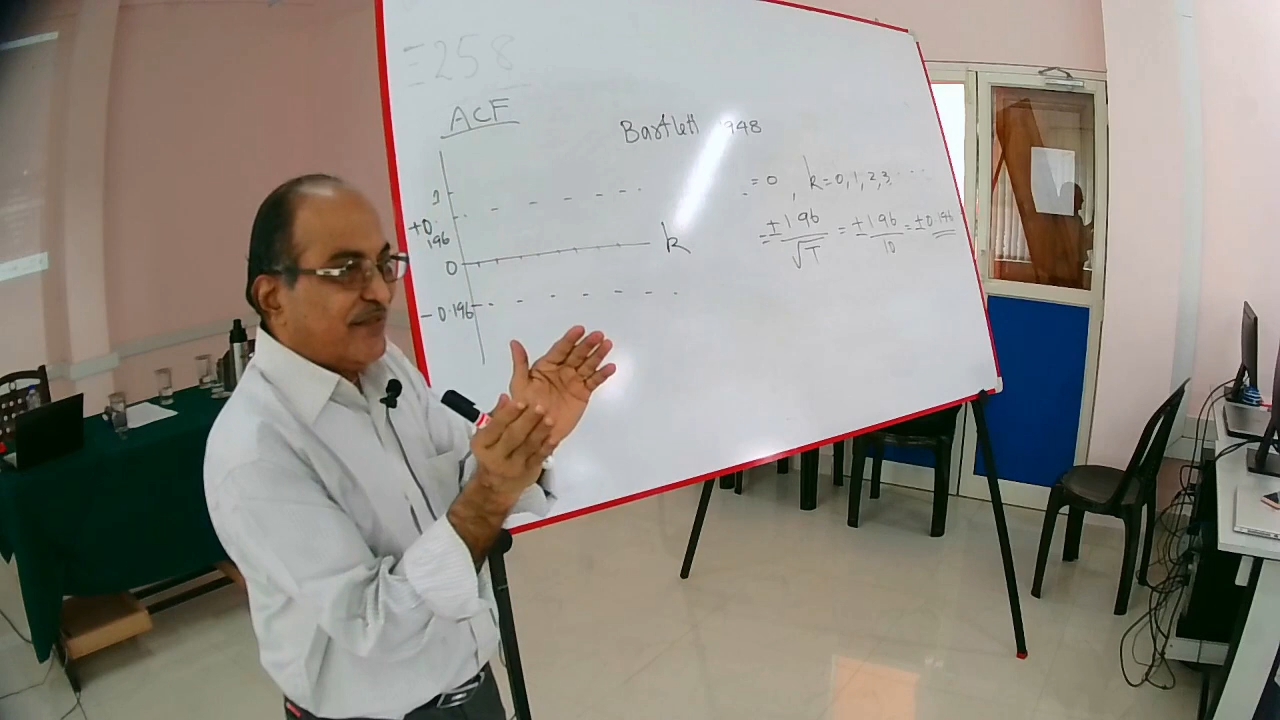 =258
ACF
Bartlett 1948
= 0 , k = 0, 1, 2, 3, ....
= ±1.96 / √T = ±1.96 / 10 = ±0.196
+0.196
k
0
-0.196